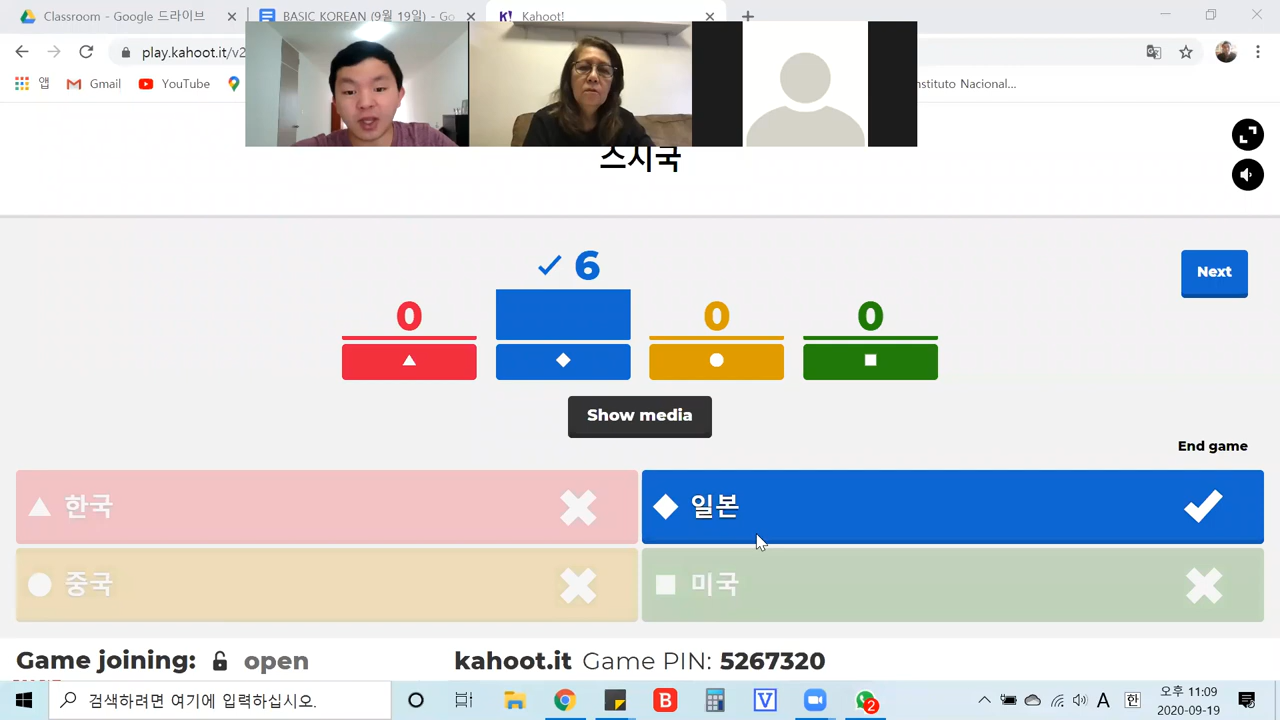 Classroom - Google 드라이브
BASIC KOREAN (9월 19일) - Go
Kahoot!
play.kahoot.it/v2
앱
Gmail
YouTube
stituto Nacional...
스시국
6
0
0
0
Next
Show media
End game
한국
일본
중국
미국
Game joining: open
kahoot.it Game PIN: 5267320
검색하려면 여기에 입력하십시오.
B
V
2
A
한
오후 11:09
2020-09-19